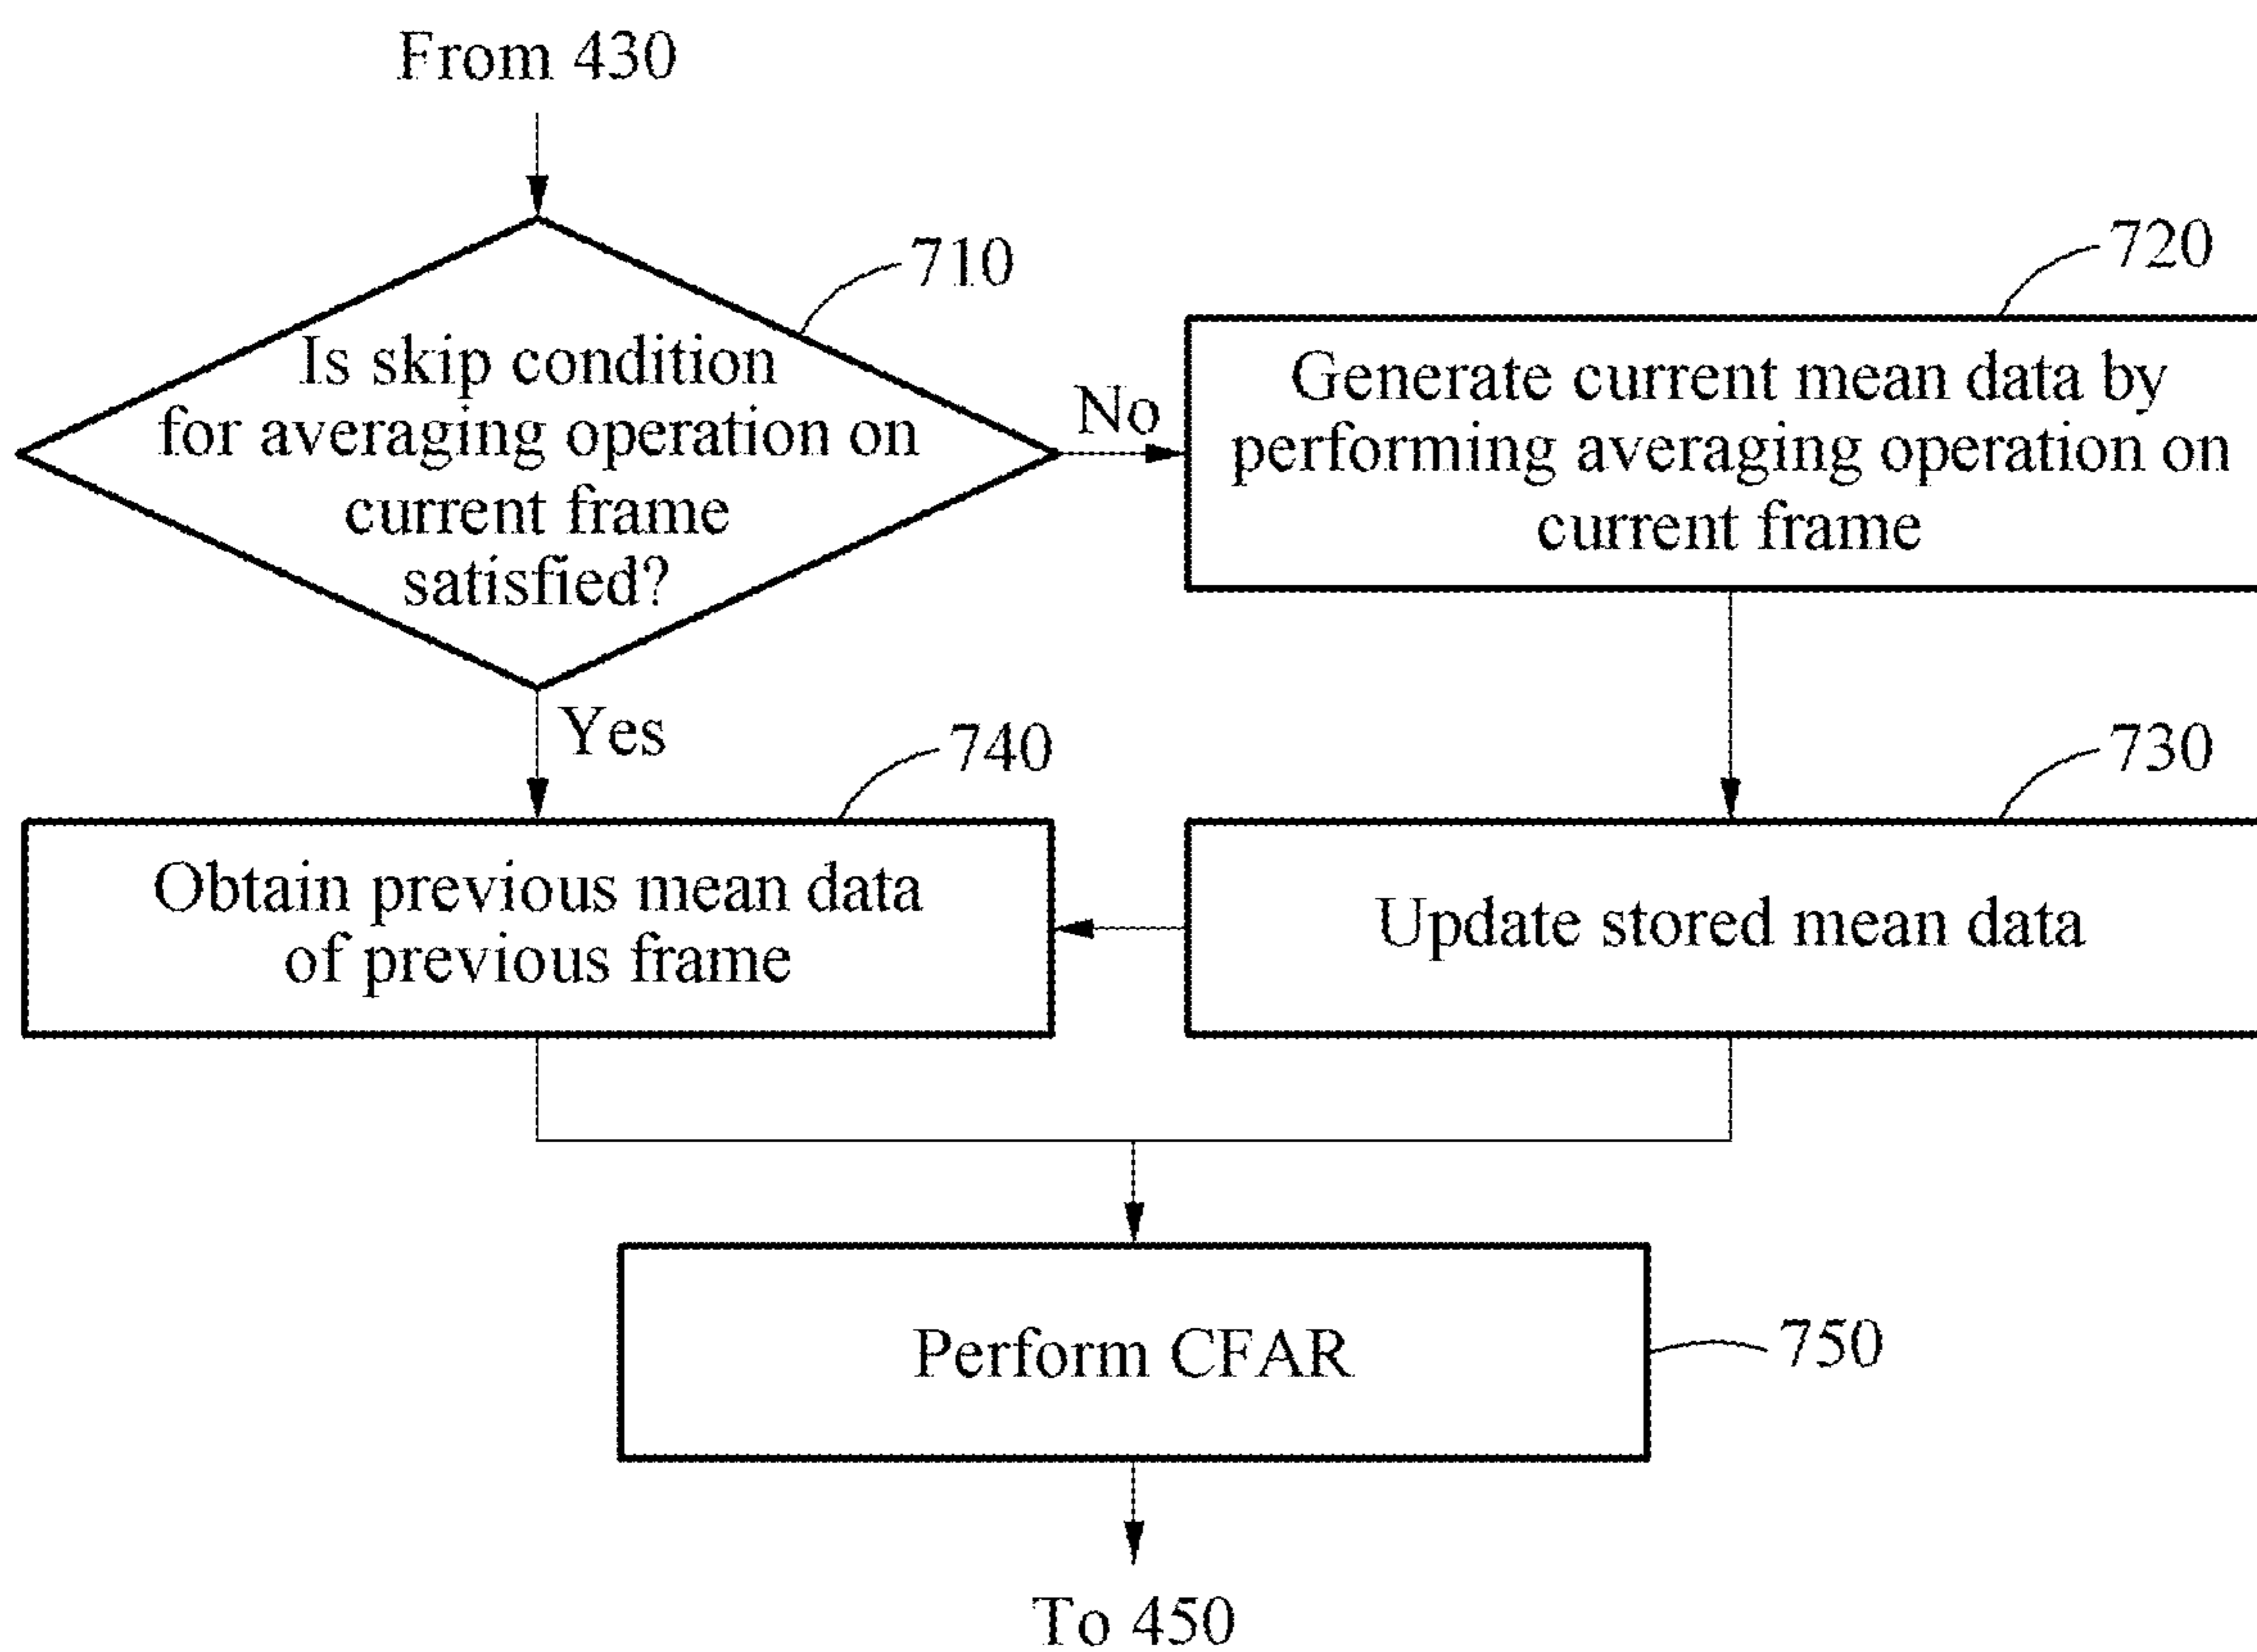 From 430
710
Is skip condition
for averaging operation on
current frame
satisfied?
No
720
Generate current mean data by
performing averaging operation on
current frame
Yes
740
Obtain previous mean data
of previous frame
730
Update stored mean data
Perform CFAR
750
To 450